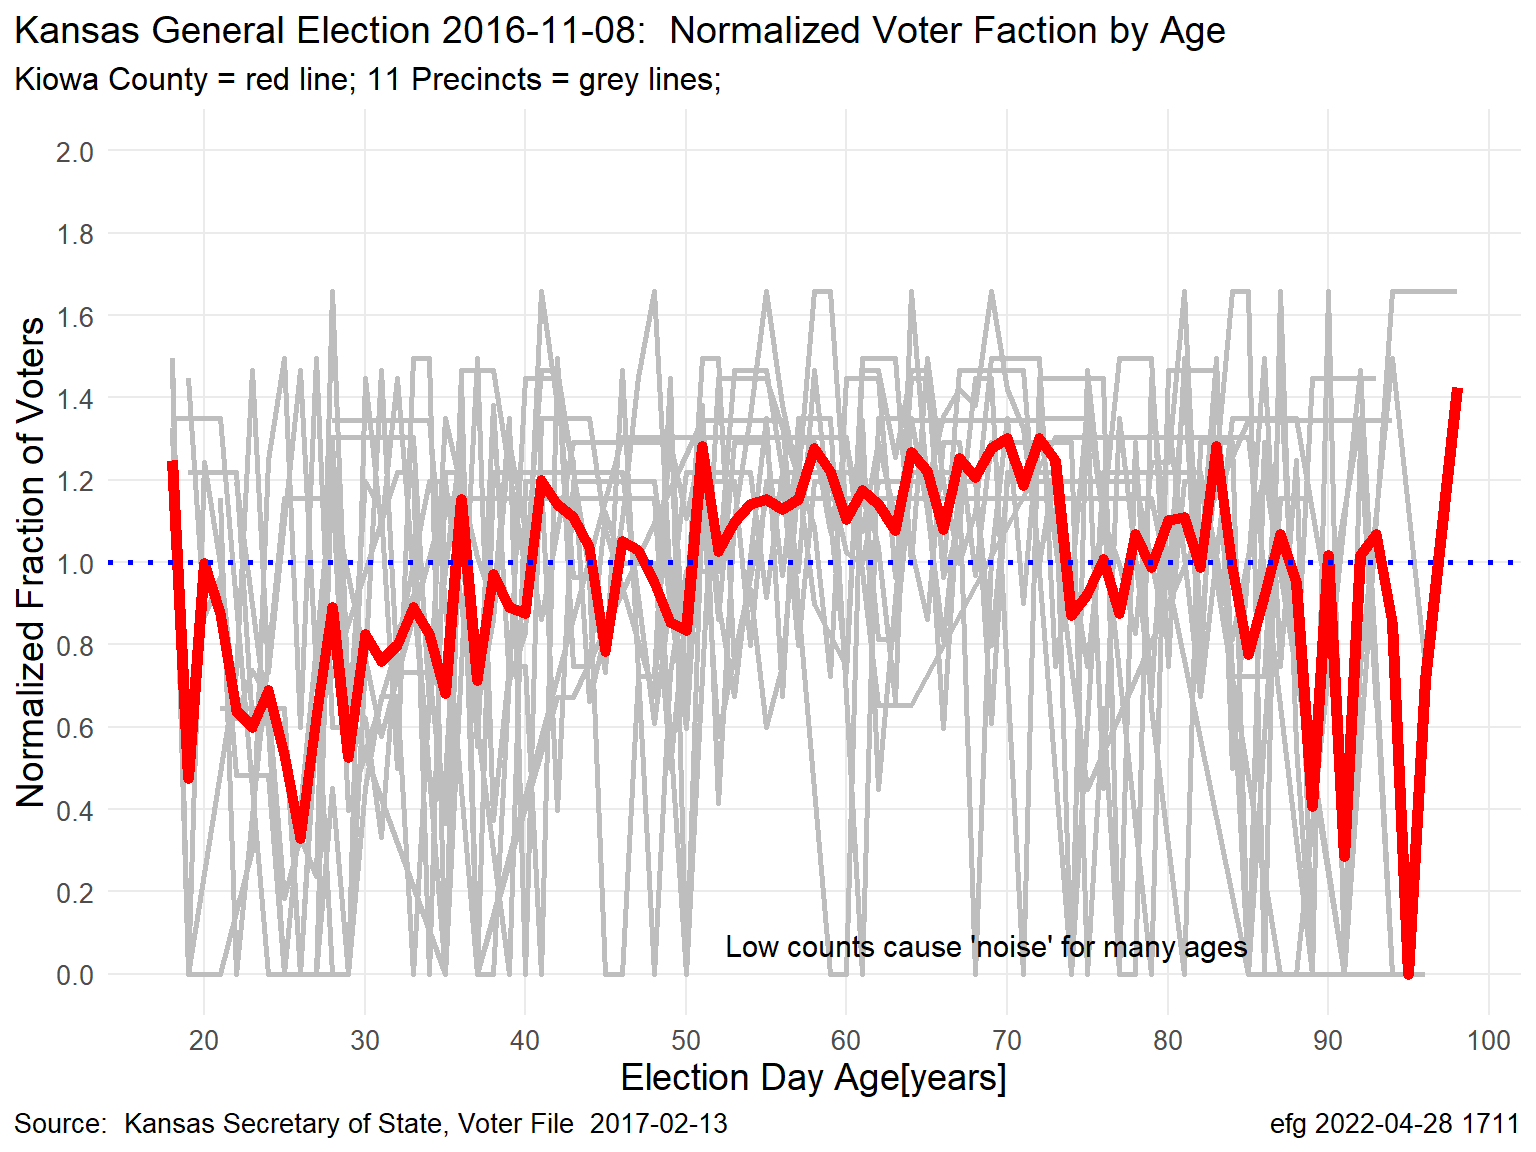 Kansas General Election 2016-11-08:  Normalized Voter Faction by Age
Kiowa County = red line; 11 Precincts = grey lines;
Normalized Fraction of Voters
2.0
1.8
1.6
1.4
1.2
1.0
0.8
0.6
0.4
0.2
0.0
Low counts cause 'noise' for many ages
20 30 40 50 60 70 80 90 100
Election Day Age[years]
Source:  Kansas Secretary of State, Voter File  2017-02-13
efg 2022-04-28 1711